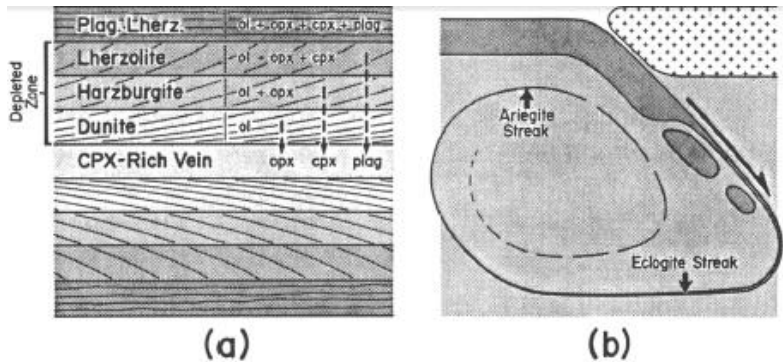 Plag. Lherz. ol + opx + cpx + plag
Lherzolite ol + opx + cpx
Harzburgite ol + opx
Dunite ol
CPX-Rich Vein opx cpx plag
Depleted
Zone
(a)
Ariegite
Streak
Eclogite Streak
(b)